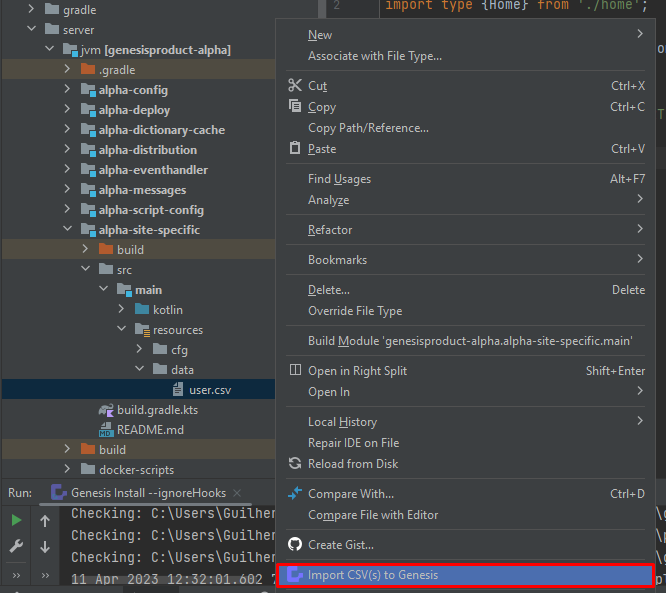 gradle
server
jvm [genesisproduct-alpha]
.gradle
alpha-config
alpha-deploy
alpha-dictionary-cache
alpha-distribution
alpha-eventhandler
alpha-messages
alpha-script-config
alpha-site-specific
build
src
main
kotlin
resources
cfg
data
user.csv
build.gradle.kts
README.md
build
docker-scripts
2 import type {Home} from './home';
New
Associate with File Type...
Cut Ctrl+X
Copy Ctrl+C
Copy Path/Reference...
Paste Ctrl+V
Find Usages Alt+F7
Analyze
Refactor
Bookmarks
Delete... Delete
Override File Type
Build Module 'genesisproduct-alpha.alpha-site-specific.main'
Open in Right Split Shift+Enter
Open In
Local History
Repair IDE on File
Reload from Disk
Compare With... Ctrl+D
Compare File with Editor
Create Gist...
Import CSV(s) to Genesis
Run: Genesis Install --ignoreHooks
Checking: C:\Users\Guilher
Checking: C:\Users\Guilher
Checking: C:\Users\Guilher
11 Apr 2023 12:32:01.602